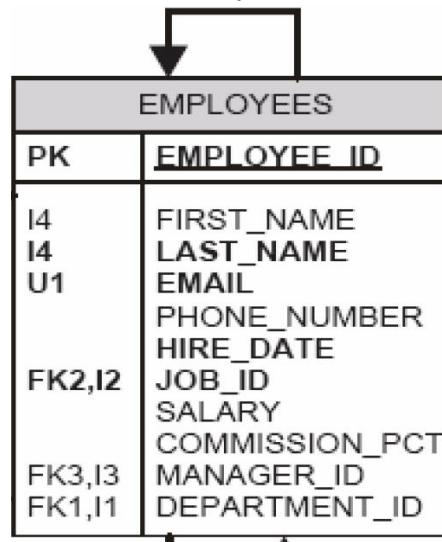 EMPLOYEES
PK EMPLOYEE_ID
I4 FIRST_NAME
I4 LAST_NAME
U1 EMAIL
PHONE_NUMBER
HIRE_DATE
FK2,I2 JOB_ID
SALARY
COMMISSION_PCT
FK3,I3 MANAGER_ID
FK1,I1 DEPARTMENT_ID